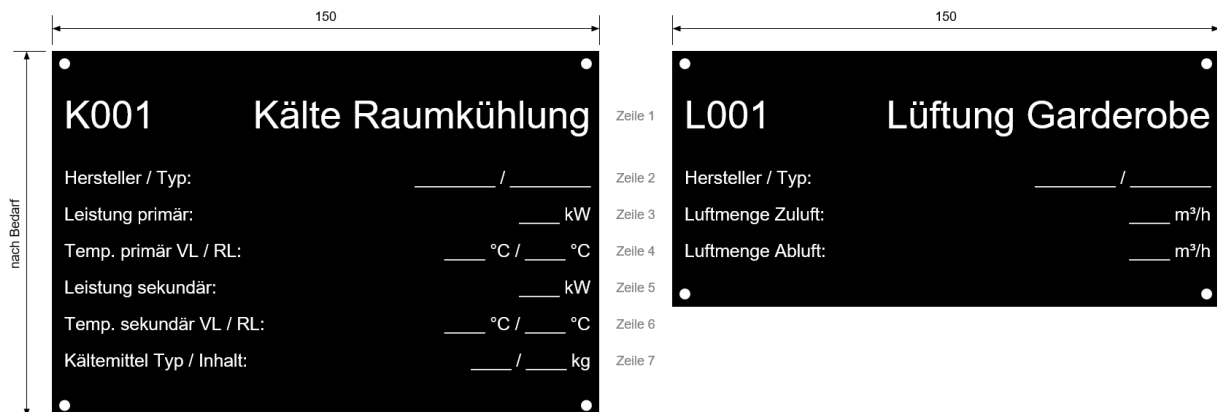 150
150
nach Bedarf
K001 Kälte Raumkühlung
Hersteller / Typ: ________ / ________
Leistung primär: ____ kW
Temp. primär VL / RL: ____ °C / ____ °C
Leistung sekundär: ____ kW
Temp. sekundär VL / RL: ____ °C / ____ °C
Kältemittel Typ / Inhalt: ____ / ____ kg
Zeile 1
Zeile 2
Zeile 3
Zeile 4
Zeile 5
Zeile 6
Zeile 7
L001 Lüftung Garderobe
Hersteller / Typ: ________ / ________
Luftmenge Zuluft: ____ m³/h
Luftmenge Abluft: ____ m³/h